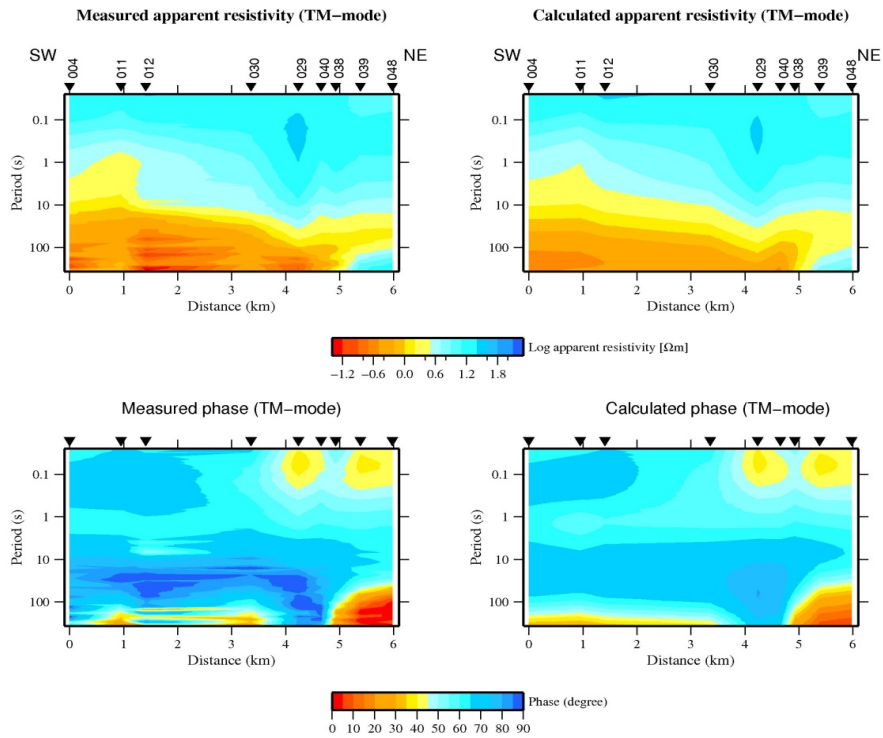 Measured apparent resistivity (TM−mode)
Calculated apparent resistivity (TM−mode)
SW NE
SW NE
004 011 012 030 029 040 038 039 048
004 011 012 030 029 040 038 039 048
Period (s)
0.1
1
10
100
0 1 2 3 4 5 6
Distance (km)
Period (s)
0.1
1
10
100
0 1 2 3 4 5 6
Distance (km)
−1.2 −0.6 0.0 0.6 1.2 1.8
Log apparent resistivity [Ωm]
Measured phase (TM−mode)
Calculated phase (TM−mode)
Period (s)
0.1
1
10
100
0 1 2 3 4 5 6
Distance (km)
Period (s)
0.1
1
10
100
0 1 2 3 4 5 6
Distance (km)
0 10 20 30 40 50 60 70 80 90
Phase (degree)